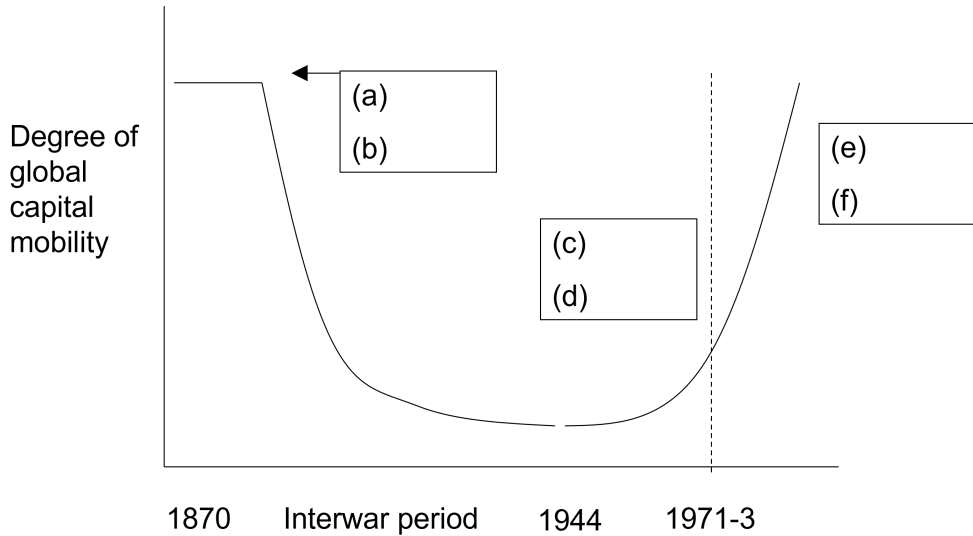 Degree of
global
capital
mobility
(a)
(b)
(c)
(d)
(e)
(f)
1870 Interwar period 1944 1971-3